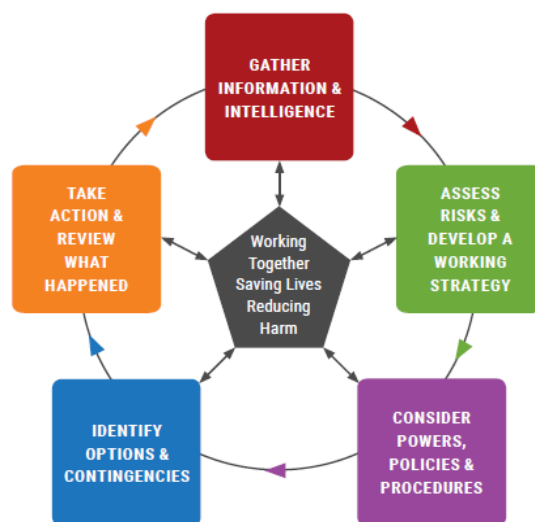 GATHER
INFORMATION &
INTELLIGENCE
TAKE
ACTION &
REVIEW
WHAT
HAPPENED
ASSESS
RISKS &
DEVELOP A
WORKING
STRATEGY
Working
Together
Saving Lives
Reducing
Harm
IDENTIFY
OPTIONS &
CONTINGENCIES
CONSIDER
POWERS,
POLICIES &
PROCEDURES